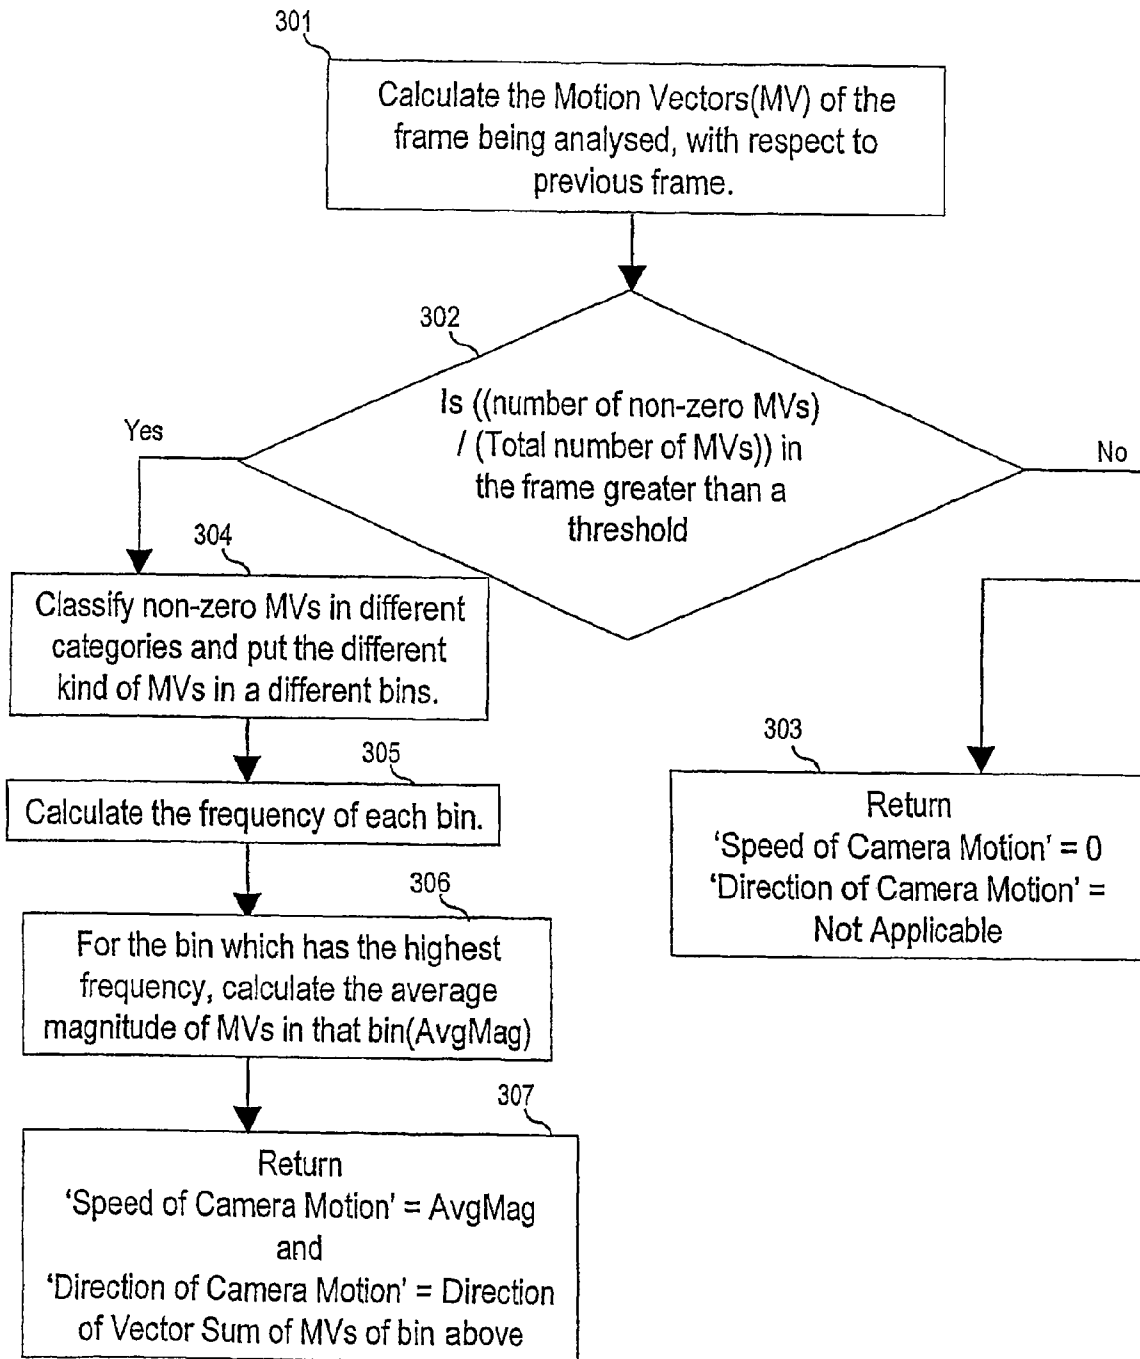 301
Calculate the Motion Vectors(MV) of the
frame being analysed, with respect to
previous frame.
302
Is ((number of non-zero MVs)
/ (Total number of MVs)) in
the frame greater than a
threshold
Yes
No
304
Classify non-zero MVs in different
categories and put the different
kind of MVs in a different bins.
305
Calculate the frequency of each bin.
306
For the bin which has the highest
frequency, calculate the average
magnitude of MVs in that bin(AvgMag)
307
Return
‘Speed of Camera Motion’ = AvgMag
and
‘Direction of Camera Motion’ = Direction
of Vector Sum of MVs of bin above
303
Return
‘Speed of Camera Motion’ = 0
‘Direction of Camera Motion’ =
Not Applicable